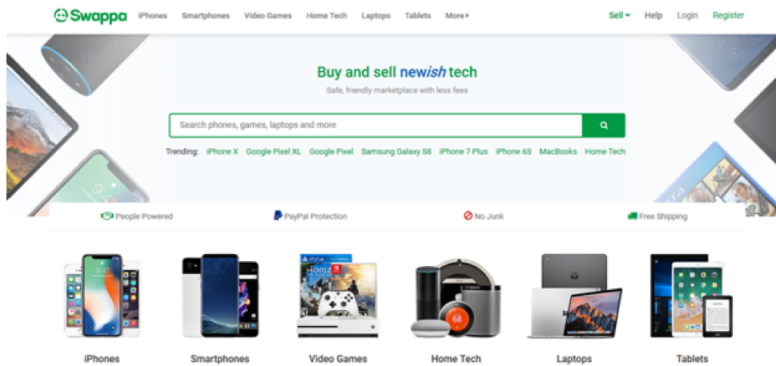 Swappa iPhones Smartphones Video Games Home Tech Laptops Tablets More Sell Help Login Register
Buy and sell newish tech
Safe, friendly marketplace with less fees
Search phones, games, laptops and more
Trending: iPhone X Google Pixel XL Google Pixel Samsung Galaxy S8 iPhone 7 Plus iPhone 6S MacBooks Home Tech
People Powered PayPal Protection No Junk Free Shipping
PS4
68
iPhones Smartphones Video Games Home Tech Laptops Tablets